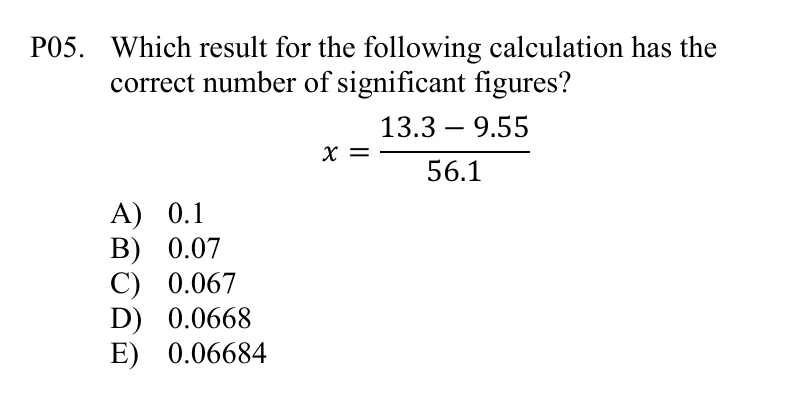 P05. Which result for the following calculation has the
correct number of significant figures?
x = \frac{13.3 − 9.55}{56.1}
A) 0.1
B) 0.07
C) 0.067
D) 0.0668
E) 0.06684